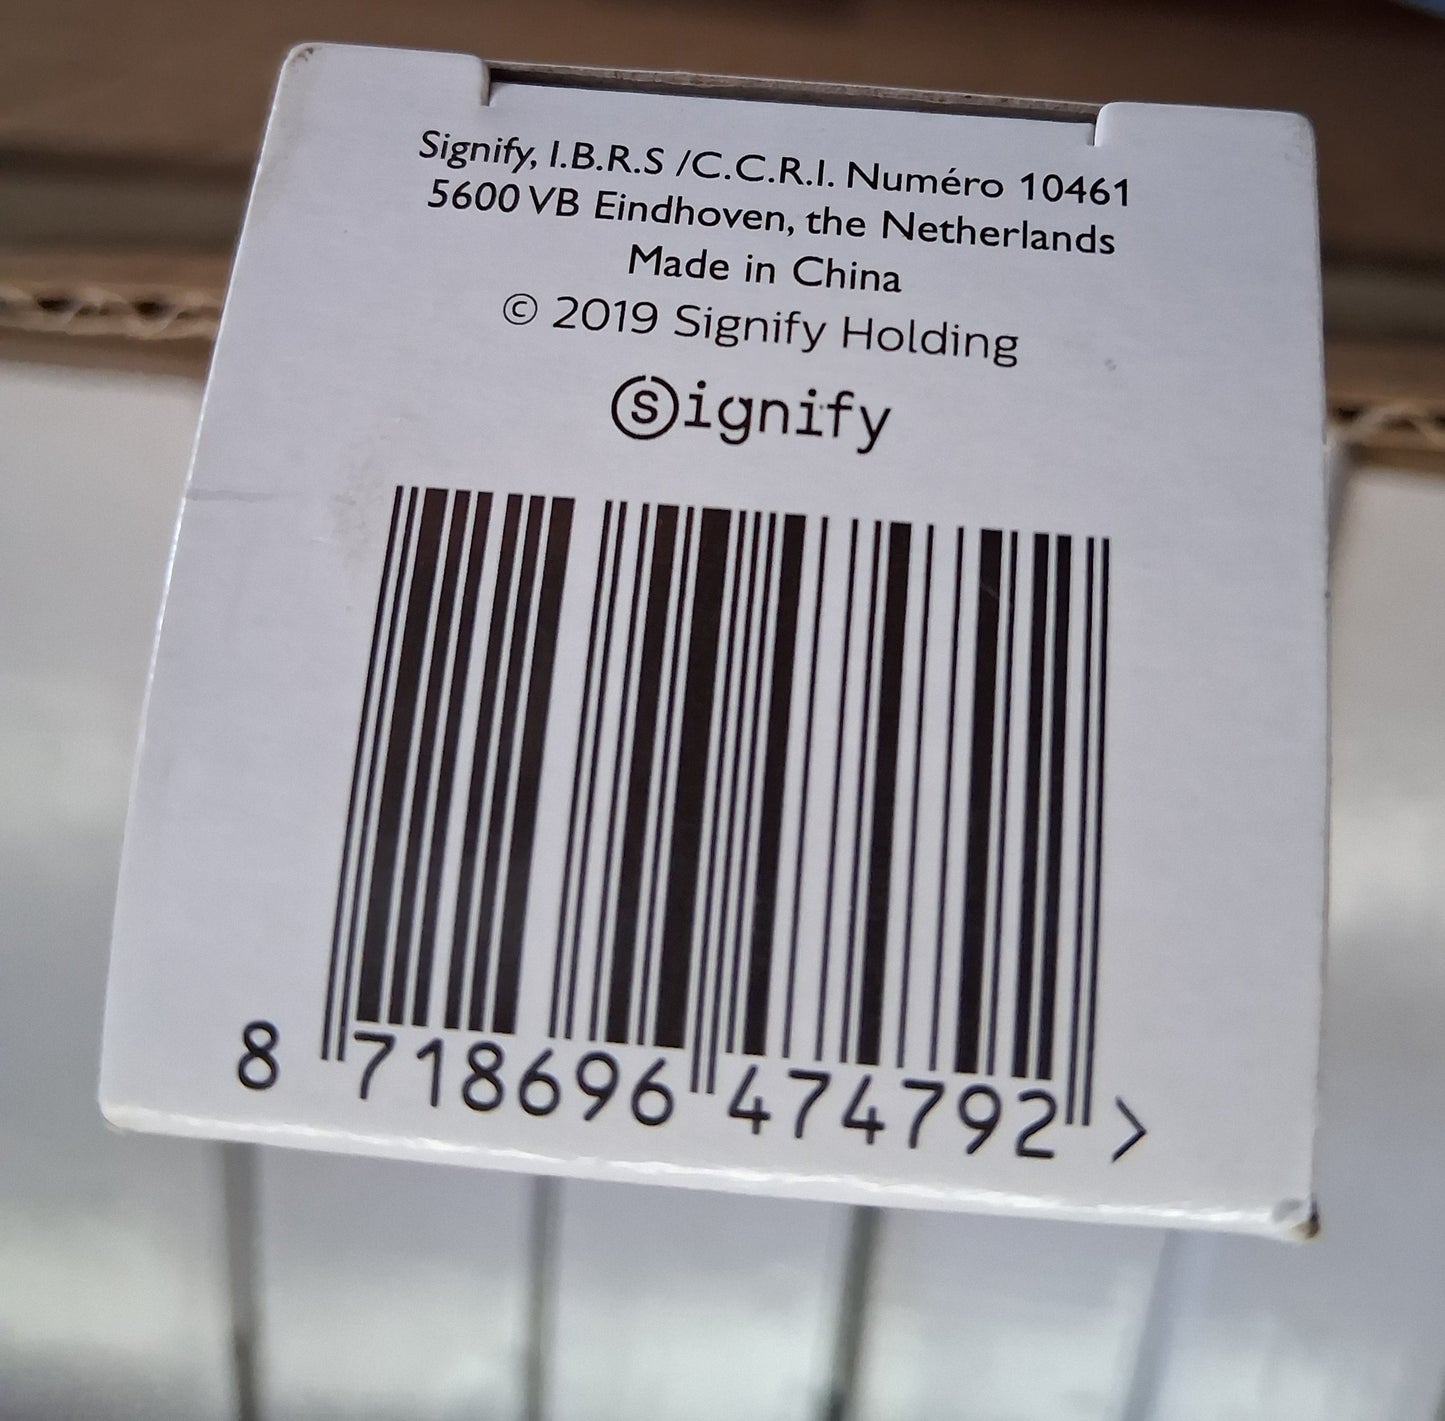 Signify, I.B.R.S /C.C.R.I. Numéro 10461
5600 VB Eindhoven, the Netherlands
Made in China
© 2019 Signify Holding
Signify
8 718696 474792 >